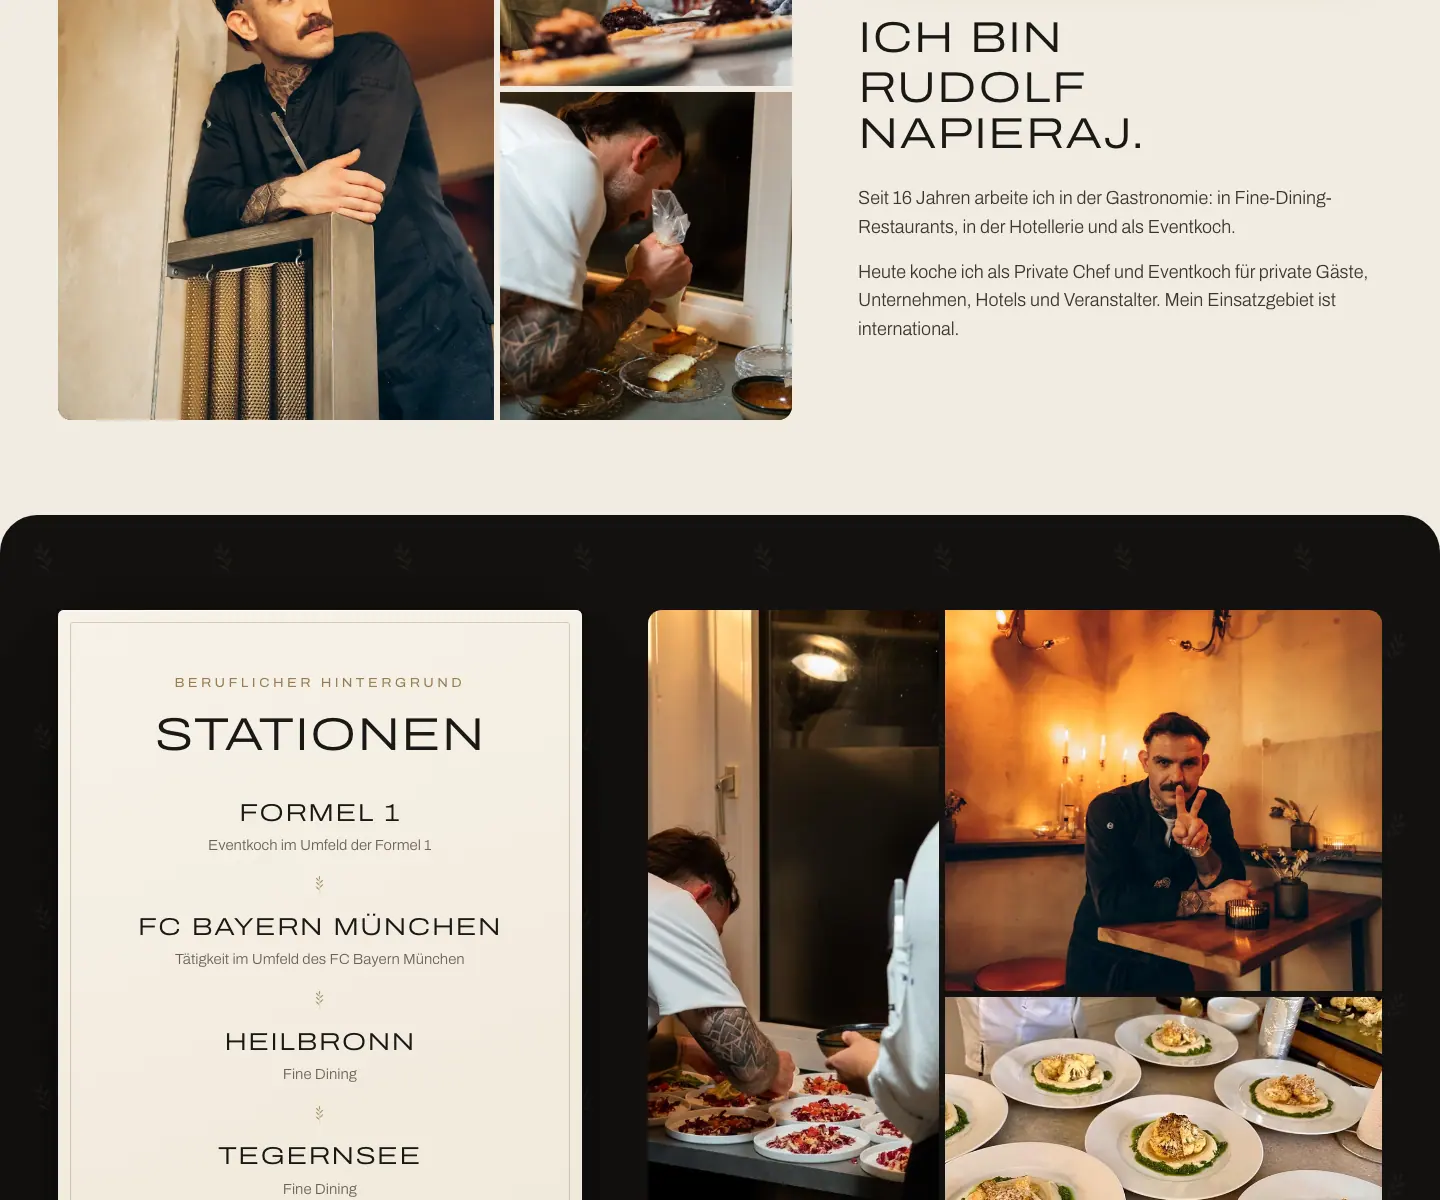 ICH BIN
RUDOLF
NAPIERAJ.
Seit 16 Jahren arbeite ich in der Gastronomie: in Fine-Dining-
Restaurants, in der Hotellerie und als Eventkoch.
Heute koche ich als Private Chef und Eventkoch für private Gäste,
Unternehmen, Hotels und Veranstalter. Mein Einsatzgebiet ist
international.
BERUFLICHER HINTERGRUND
STATIONEN
FORMEL 1
Eventkoch im Umfeld der Formel 1
FC BAYERN MÜNCHEN
Tätigkeit im Umfeld des FC Bayern München
HEILBRONN
Fine Dining
TEGERNSEE
Fine Dining